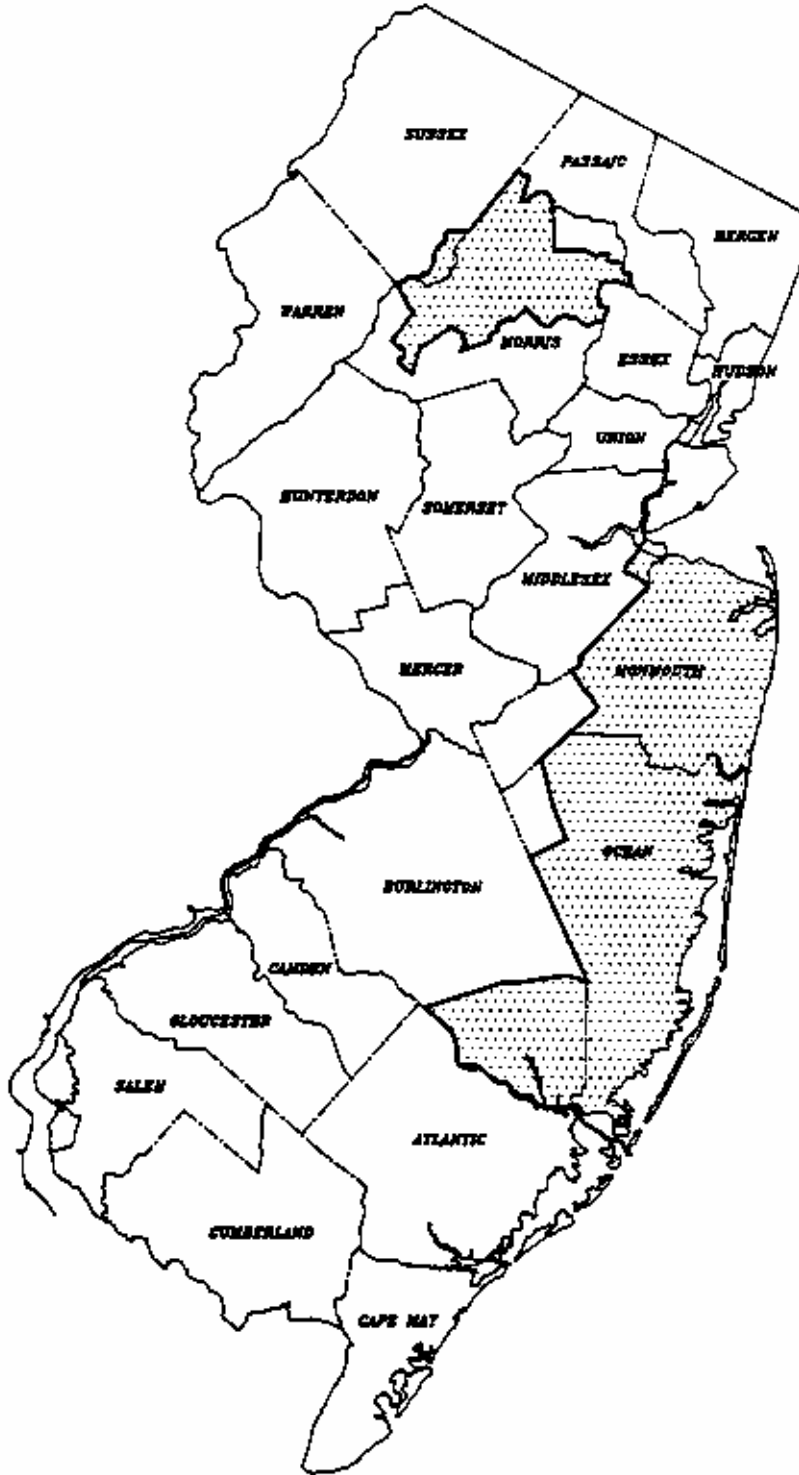 SUSSEX
PASSAIC
BERGEN
WARREN
MORRIS
ESSEX
HUDSON
UNION
HUNTERDON
SOMERSET
MIDDLESEX
MERCER
MONMOUTH
OCEAN
BURLINGTON
CAMDEN
GLOUCESTER
SALEM
ATLANTIC
CUMBERLAND
CAPE MAY